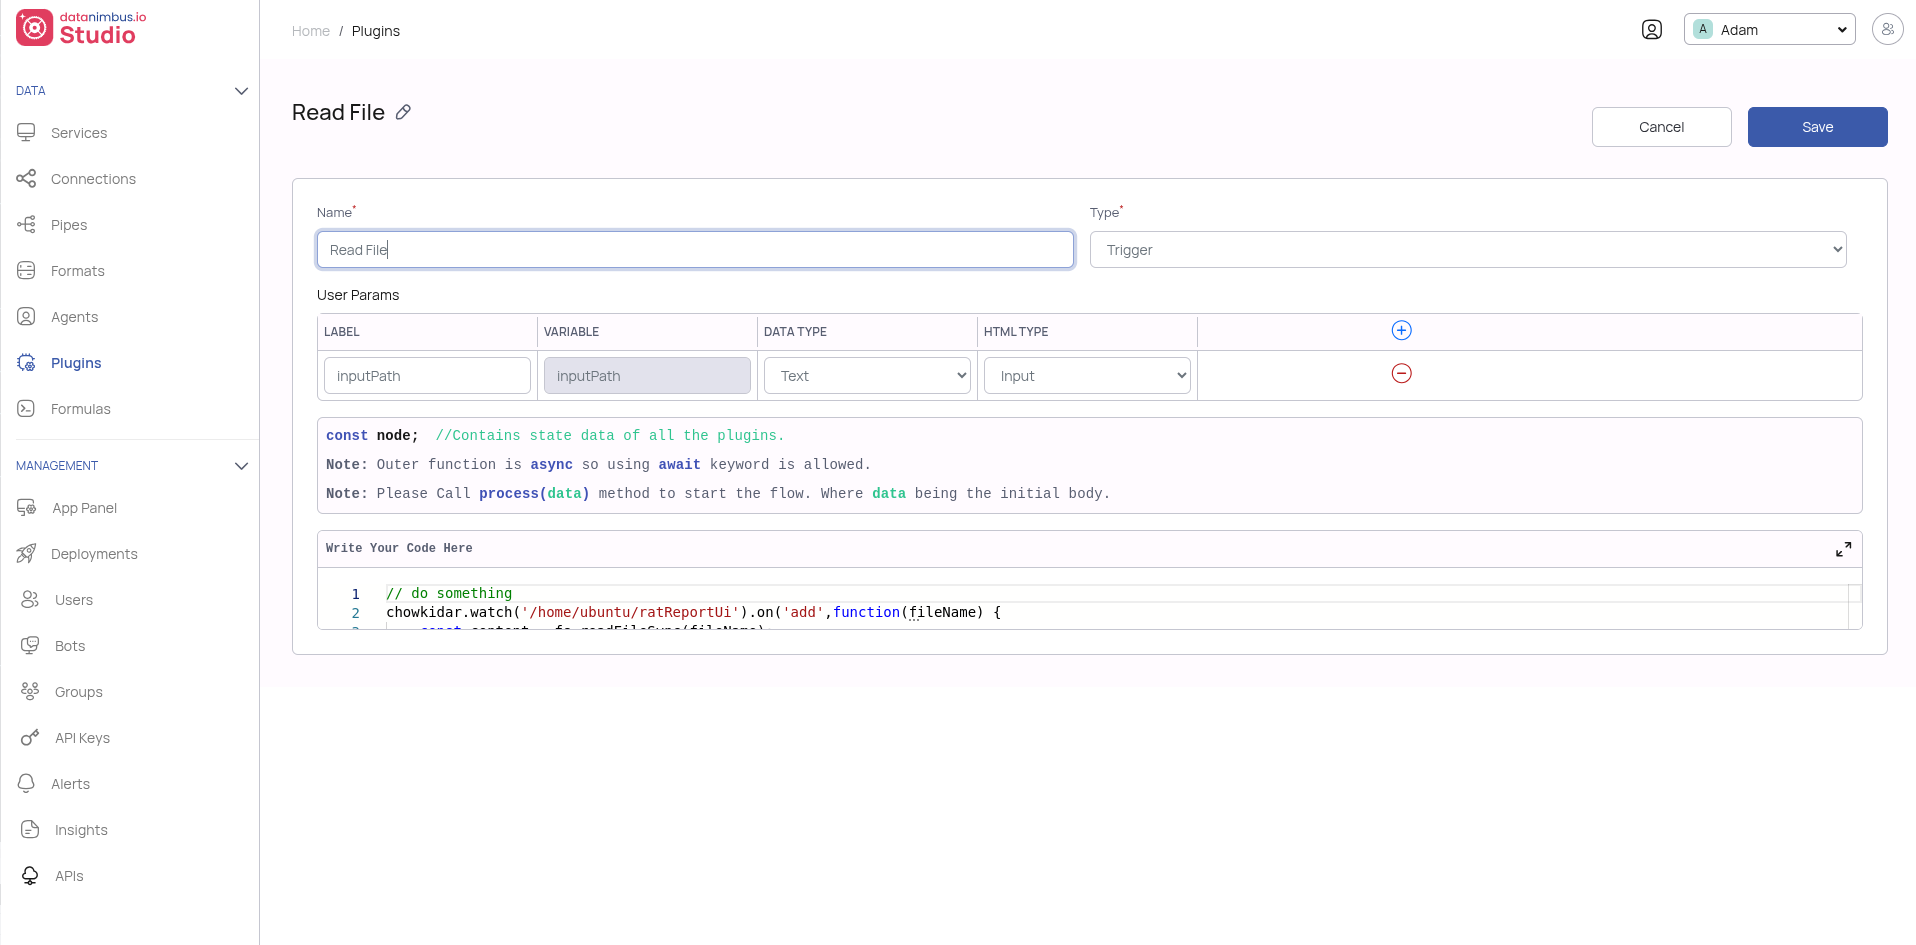 datanimbus.io
Studio
DATA
Services
Connections
Pipes
Formats
Agents
Plugins
Formulas
MANAGEMENT
App Panel
Deployments
Users
Bots
Groups
API Keys
Alerts
Insights
APIs
Home / Plugins
A Adam
Read File
Cancel Save
Name* Type*
Read File Trigger
User Params
LABEL VARIABLE DATA TYPE HTML TYPE
inputPath inputPath Text Input
const node; //Contains state data of all the plugins.
Note: Outer function is async so using await keyword is allowed.
Note: Please Call process(data) method to start the flow. Where data being the initial body.
Write Your Code Here
1 // do something
2 chowkidar.watch('/home/ubuntu/ratReportUi').on('add',function(fileName) {
const content = fs.readFileSync(fileName)